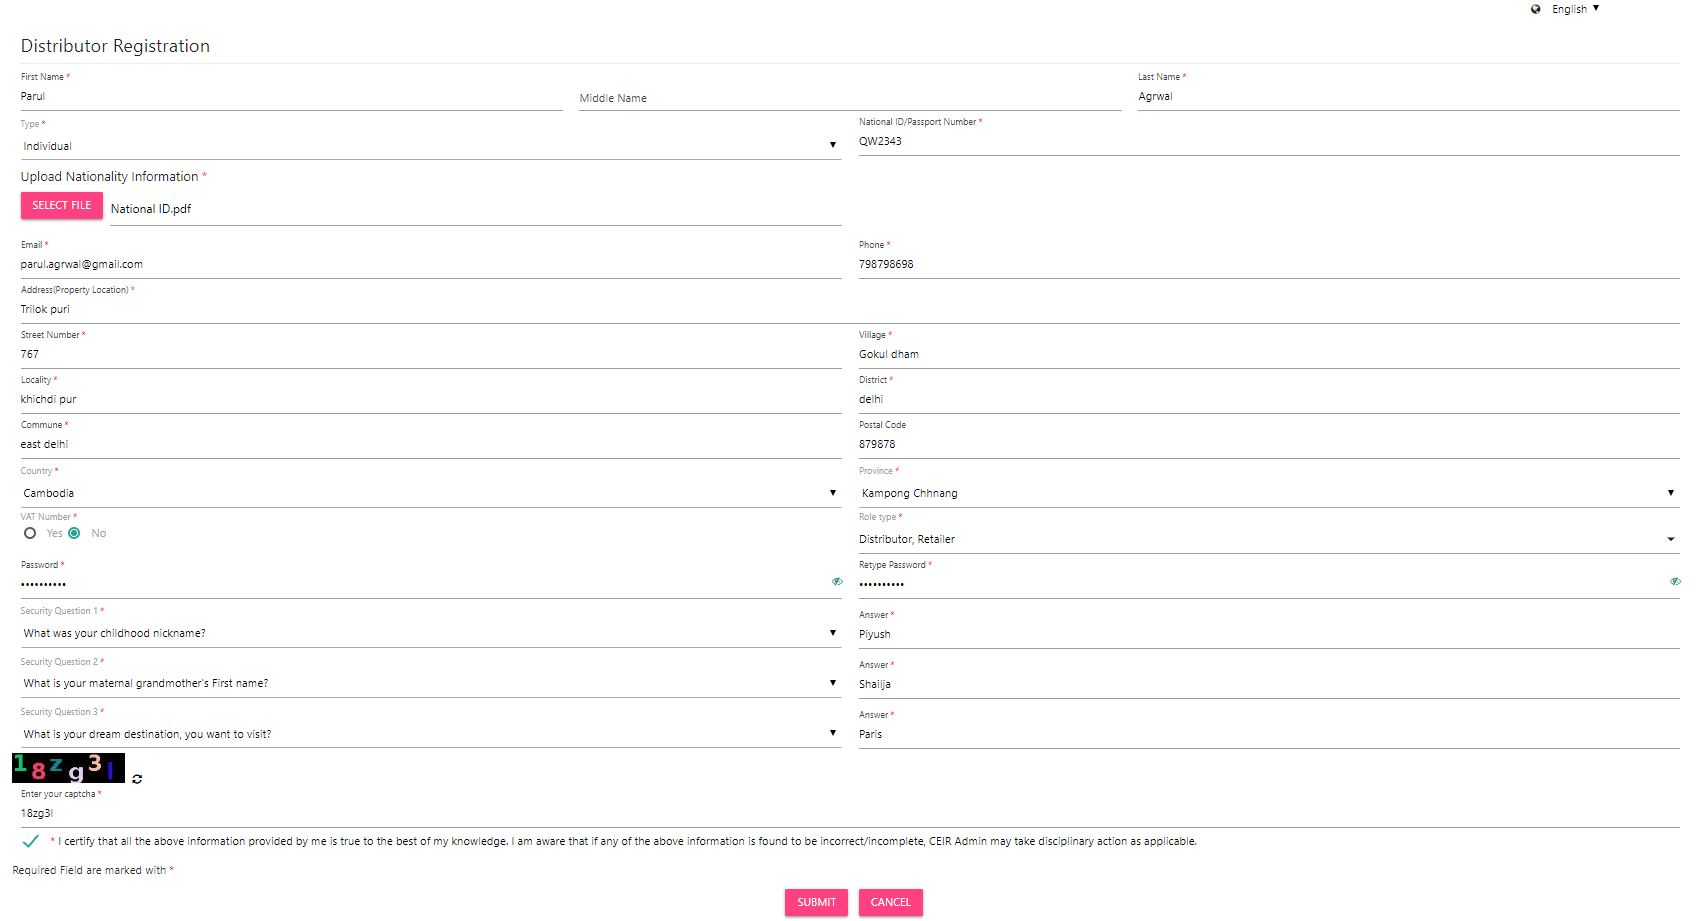 English ▼
Distributor Registration
First Name *
Last Name *
Parul
Middle Name
Agrwal
Type *
National ID/Passport Number *
Individual
QW2343
Upload Nationality Information *
SELECT FILE National ID.pdf
Email * Phone *
parul.agrwal@gmail.com 798798698
Address(Property Location) *
Trilok puri
Street Number * Village *
767 Gokul dham
Locality * District *
khichdi pur delhi
Commune * Postal Code
east delhi 879878
Country * Province *
Cambodia Kampong Chhnang
VAT Number * Role type *
Yes No
Distributor, Retailer
Password * Retype Password *
•••••••••• ••••••••••
Security Question 1 * Answer *
What was your childhood nickname? Piyush
Security Question 2 * Answer *
What is your maternal grandmother's First name? Shailja
Security Question 3 * Answer *
What is your dream destination, you want to visit? Paris
18zg3l
Enter your captcha *
18zg3l
* I certify that all the above information provided by me is true to the best of my knowledge. I am aware that if any of the above information is found to be incorrect/incomplete, CEIR Admin may take disciplinary action as applicable.
Required Field are marked with *
SUBMIT CANCEL